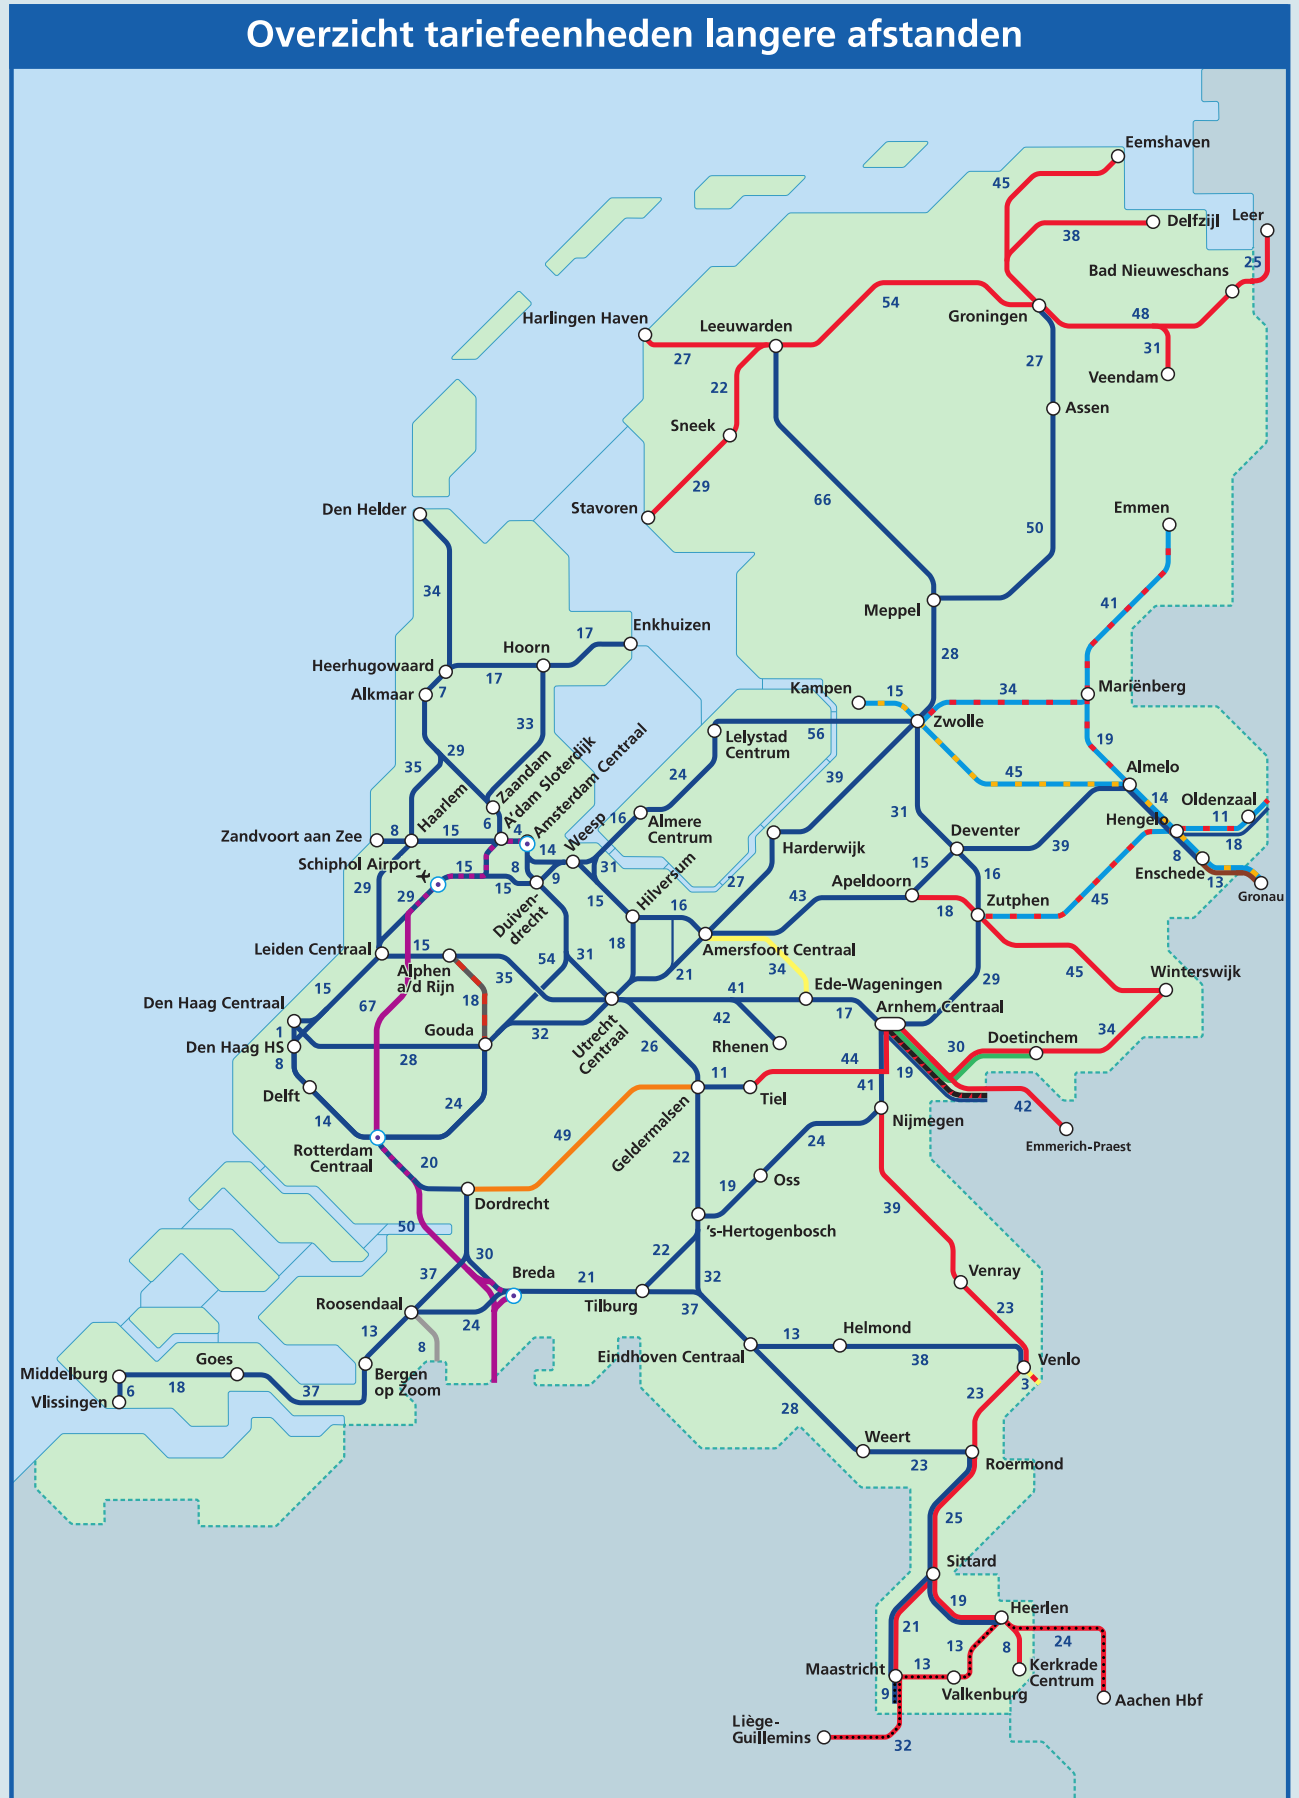 Overzicht tariefeenheden langere afstanden
Eemshaven
45
Delfzijl
Leer
38
25
Bad Nieuweschans
54
Groningen
48
Harlingen Haven
Leeuwarden
27
31
27
22
Veendam
Assen
Sneek
29
66
Stavoren
Den Helder
Emmen
50
34
41
Meppel
17
Enkhuizen
Hoorn
28
Heerhugowaard
17
7
Alkmaar
Kampen
15
34
Mariënberg
33
Zwolle
56
Lelystad
Centrum
19
29
35
24
39
45
Almelo
Zaandam
A'dam Sloterdijk
Amsterdam Centraal
14
Oldenzaal
Haarlem
6
4
16
Almere
Centrum
31
11
Hengelo
18
Zandvoort aan Zee
8
15
Weesp
Harderwijk
Deventer
39
14
8
Schiphol Airport
15
8
9
31
15
Enschede
13
Gronau
29
29
15
Duiven-
drecht
15
Hilversum
27
Apeldoorn
16
43
16
18
Zutphen
45
Leiden Centraal
15
Alphen
a/d Rijn
18
Amersfoort Centraal
35
54
31
21
34
29
45
Winterswijk
15
67
18
41
Ede-Wageningen
Den Haag Centraal
Arnhem Centraal
17
1
Gouda
32
42
Utrecht
Centraal
Rhenen
34
Doetinchem
Den Haag HS
8
28
26
44
30
19
11
41
Delft
Tiel
42
14
24
Geldermalsen
Nijmegen
49
24
Emmerich-Praest
Rotterdam
Centraal
20
22
19
Oss
Dordrecht
39
50
's-Hertogenbosch
30
22
37
Breda
21
32
Venray
Roosendaal
Tilburg
37
23
24
13
8
13
Helmond
Eindhoven Centraal
38
Venlo
3
Goes
Middelburg
6
18
37
Bergen
op Zoom
23
Vlissingen
28
Weert
23
Roermond
25
Sittard
19
Heerlen
21
13
8
24
Maastricht
13
Kerkrade
Centrum
9
Valkenburg
Aachen Hbf
Liège-
Guillemins
32